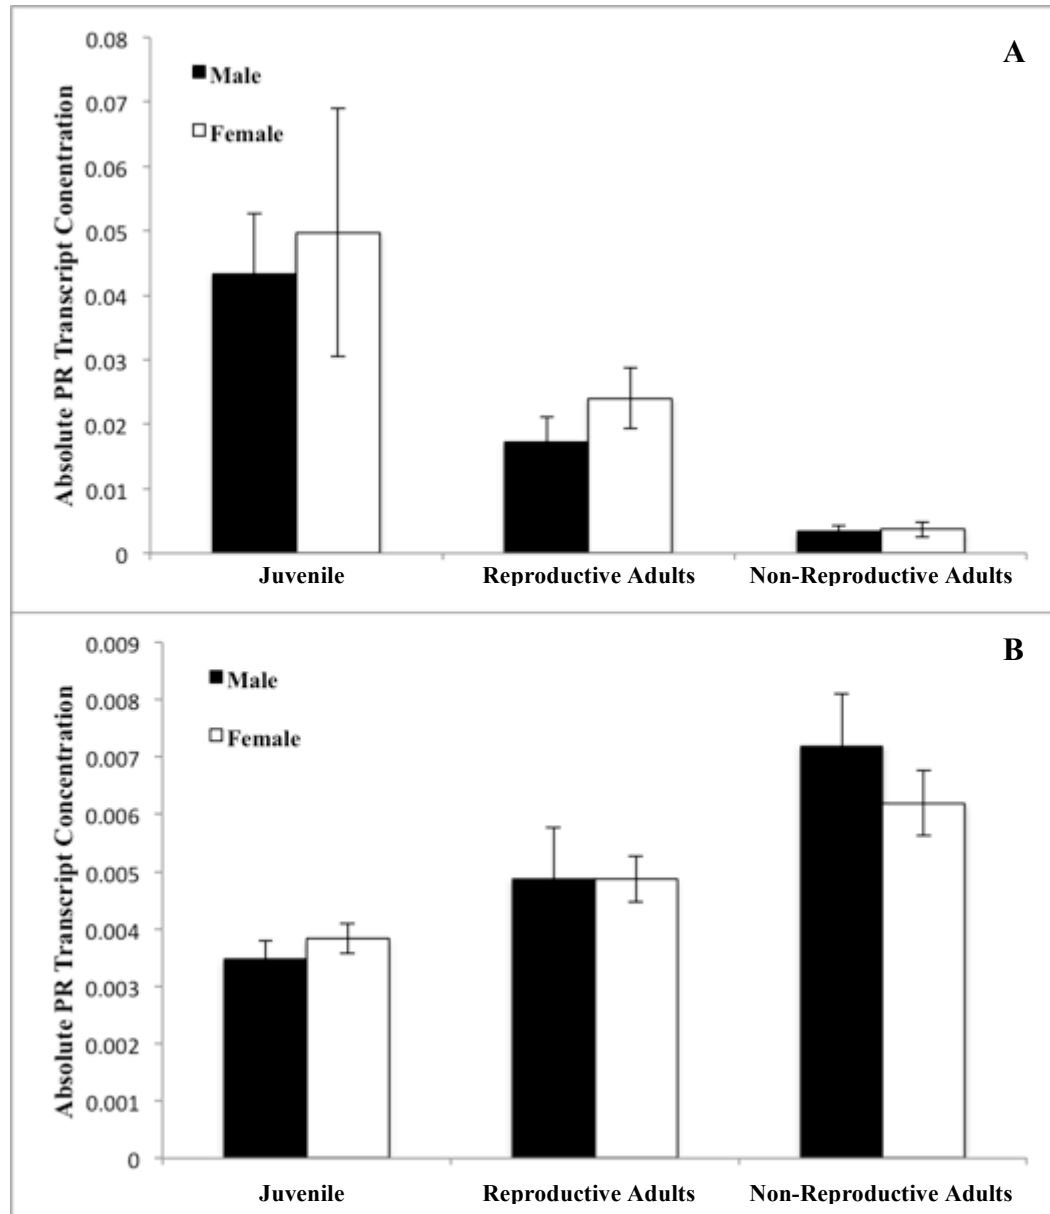 A
Male
Female
Absolute PR Transcript Conentration
0.08
0.07
0.06
0.05
0.04
0.03
0.02
0.01
0
Juvenile Reproductive Adults Non-Reproductive Adults
B
Male
Female
Absolute PR Transcript Concentration
0.009
0.008
0.007
0.006
0.005
0.004
0.003
0.002
0.001
0
Juvenile Reproductive Adults Non-Reproductive Adults